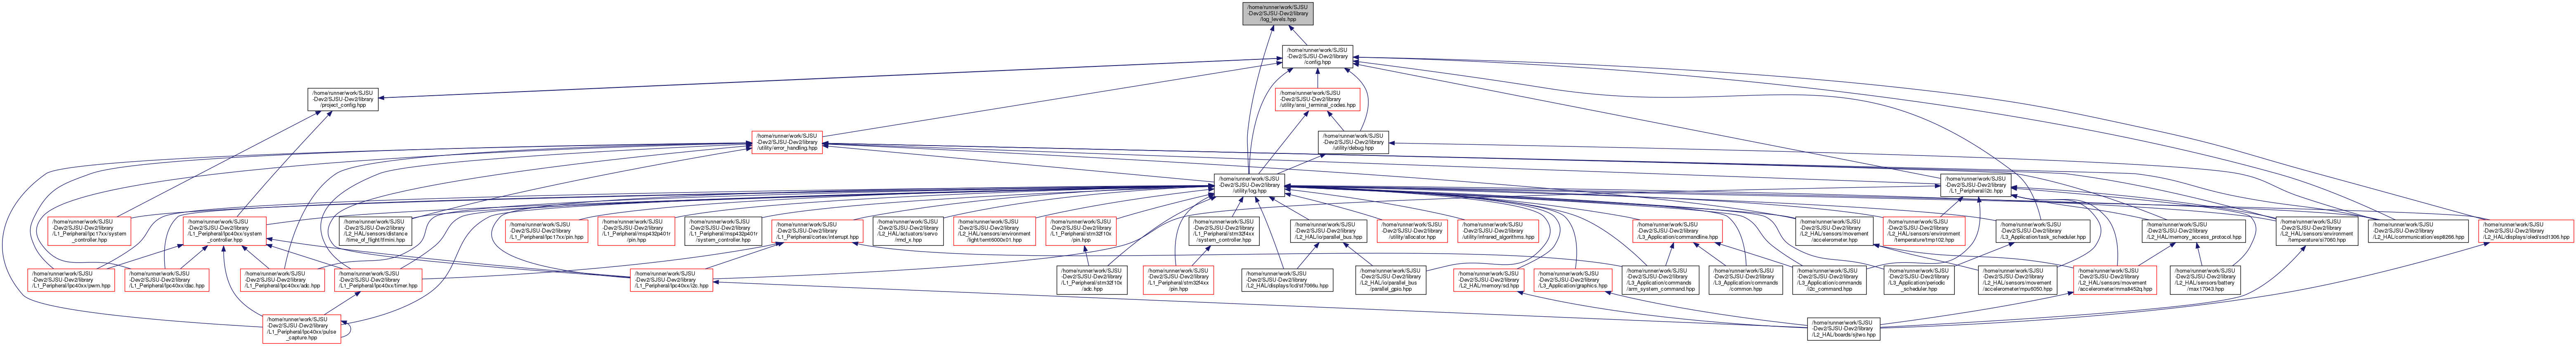 /home/runner/work/SJSU
-Dev2/SJSU-Dev2/library
/log_levels.hpp
/home/runner/work/SJSU
-Dev2/SJSU-Dev2/library
/config.hpp
/home/runner/work/SJSU
-Dev2/SJSU-Dev2/library
/project_config.hpp
/home/runner/work/SJSU
-Dev2/SJSU-Dev2/library
/utility/ansi_terminal_codes.hpp
/home/runner/work/SJSU
-Dev2/SJSU-Dev2/library
/utility/error_handling.hpp
/home/runner/work/SJSU
-Dev2/SJSU-Dev2/library
/utility/debug.hpp
/home/runner/work/SJSU
-Dev2/SJSU-Dev2/library
/utility/log.hpp
/home/runner/work/SJSU
-Dev2/SJSU-Dev2/library
/L1_Peripheral/i2c.hpp
/home/runner/work/SJSU
-Dev2/SJSU-Dev2/library
/L1_Peripheral/lpc17xx/system
_controller.hpp
/home/runner/work/SJSU
-Dev2/SJSU-Dev2/library
/L1_Peripheral/lpc40xx/system
_controller.hpp
/home/runner/work/SJSU
-Dev2/SJSU-Dev2/library
/L2_HAL/sensors/distance
/time_of_flight/tfmini.hpp
/home/runner/work/SJSU
-Dev2/SJSU-Dev2/library
/L1_Peripheral/lpc17xx/pin.hpp
/home/runner/work/SJSU
-Dev2/SJSU-Dev2/library
/L1_Peripheral/msp432p401r
/pin.hpp
/home/runner/work/SJSU
-Dev2/SJSU-Dev2/library
/L1_Peripheral/msp432p401r
/system_controller.hpp
/home/runner/work/SJSU
-Dev2/SJSU-Dev2/library
/L1_Peripheral/cortex/interrupt.hpp
/home/runner/work/SJSU
-Dev2/SJSU-Dev2/library
/L2_HAL/actuators/servo
/rmd_x.hpp
/home/runner/work/SJSU
-Dev2/SJSU-Dev2/library
/L2_HAL/sensors/environment
/light/temt6000x01.hpp
/home/runner/work/SJSU
-Dev2/SJSU-Dev2/library
/L1_Peripheral/stm32f10x
/pin.hpp
/home/runner/work/SJSU
-Dev2/SJSU-Dev2/library
/L1_Peripheral/stm32f4xx
/system_controller.hpp
/home/runner/work/SJSU
-Dev2/SJSU-Dev2/library
/L2_HAL/io/parallel_bus.hpp
/home/runner/work/SJSU
-Dev2/SJSU-Dev2/library
/utility/allocator.hpp
/home/runner/work/SJSU
-Dev2/SJSU-Dev2/library
/utility/infrared_algorithms.hpp
/home/runner/work/SJSU
-Dev2/SJSU-Dev2/library
/L3_Application/commandline.hpp
/home/runner/work/SJSU
-Dev2/SJSU-Dev2/library
/L2_HAL/sensors/movement
/accelerometer.hpp
/home/runner/work/SJSU
-Dev2/SJSU-Dev2/library
/L2_HAL/sensors/environment
/temperature/tmp102.hpp
/home/runner/work/SJSU
-Dev2/SJSU-Dev2/library
/L3_Application/task_scheduler.hpp
/home/runner/work/SJSU
-Dev2/SJSU-Dev2/library
/L2_HAL/memory_access_protocol.hpp
/home/runner/work/SJSU
-Dev2/SJSU-Dev2/library
/L2_HAL/sensors/environment
/temperature/si7060.hpp
/home/runner/work/SJSU
-Dev2/SJSU-Dev2/library
/L2_HAL/communication/esp8266.hpp
/home/runner/work/SJSU
-Dev2/SJSU-Dev2/library
/L2_HAL/displays/oled/ssd1306.hpp
/home/runner/work/SJSU
-Dev2/SJSU-Dev2/library
/L1_Peripheral/lpc40xx/pwm.hpp
/home/runner/work/SJSU
-Dev2/SJSU-Dev2/library
/L1_Peripheral/lpc40xx/dac.hpp
/home/runner/work/SJSU
-Dev2/SJSU-Dev2/library
/L1_Peripheral/lpc40xx/adc.hpp
/home/runner/work/SJSU
-Dev2/SJSU-Dev2/library
/L1_Peripheral/lpc40xx/timer.hpp
/home/runner/work/SJSU
-Dev2/SJSU-Dev2/library
/L1_Peripheral/lpc40xx/i2c.hpp
/home/runner/work/SJSU
-Dev2/SJSU-Dev2/library
/L1_Peripheral/stm32f10x
/adc.hpp
/home/runner/work/SJSU
-Dev2/SJSU-Dev2/library
/L1_Peripheral/stm32f4xx
/pin.hpp
/home/runner/work/SJSU
-Dev2/SJSU-Dev2/library
/L2_HAL/displays/lcd/st7066u.hpp
/home/runner/work/SJSU
-Dev2/SJSU-Dev2/library
/L2_HAL/io/parallel_bus
/parallel_gpio.hpp
/home/runner/work/SJSU
-Dev2/SJSU-Dev2/library
/L2_HAL/memory/sd.hpp
/home/runner/work/SJSU
-Dev2/SJSU-Dev2/library
/L3_Application/graphics.hpp
/home/runner/work/SJSU
-Dev2/SJSU-Dev2/library
/L3_Application/commands
/arm_system_command.hpp
/home/runner/work/SJSU
-Dev2/SJSU-Dev2/library
/L3_Application/commands
/common.hpp
/home/runner/work/SJSU
-Dev2/SJSU-Dev2/library
/L3_Application/commands
/i2c_command.hpp
/home/runner/work/SJSU
-Dev2/SJSU-Dev2/library
/L3_Application/periodic
_scheduler.hpp
/home/runner/work/SJSU
-Dev2/SJSU-Dev2/library
/L2_HAL/sensors/movement
/accelerometer/mpu6050.hpp
/home/runner/work/SJSU
-Dev2/SJSU-Dev2/library
/L2_HAL/sensors/movement
/accelerometer/mma8452q.hpp
/home/runner/work/SJSU
-Dev2/SJSU-Dev2/library
/L2_HAL/sensors/battery
/max17043.hpp
/home/runner/work/SJSU
-Dev2/SJSU-Dev2/library
/L1_Peripheral/lpc40xx/pulse
_capture.hpp
/home/runner/work/SJSU
-Dev2/SJSU-Dev2/library
/L2_HAL/boards/sjtwo.hpp